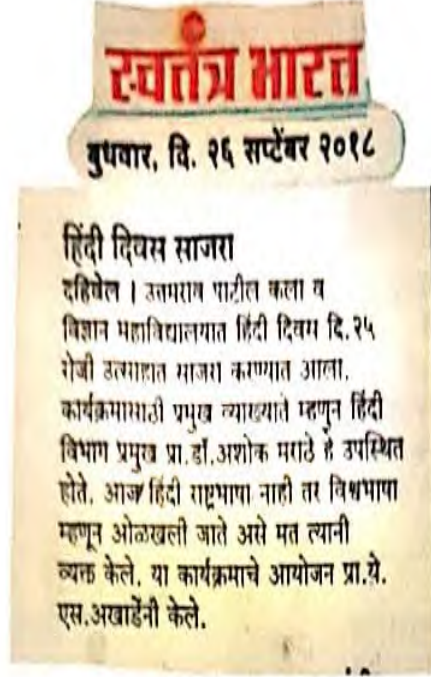 स्वतंत्र भारत
बुधवार, दि. २६ सप्टेंबर २०१८
हिंदी दिवस साजरा
दहिवेल । उत्तमराव पाटील कला व
विज्ञान महाविद्यालयात हिंदी दिवस दि.२५
रोजी उत्साहात साजरा करण्यात आला.
कार्यक्रमासाठी प्रमुख व्याख्याते म्हणून हिंदी
विभाग प्रमुख प्रा.डॉ.अशोक मराठे हे उपस्थित
होते. आज हिंदी राष्ट्रभाषा नाही तर विश्वभाषा
म्हणून ओळखली जाते असे मत त्यानी
व्यक्त केले. या कार्यक्रमाचे आयोजन प्रा.ये.
एस.अखाडेंनी केले.